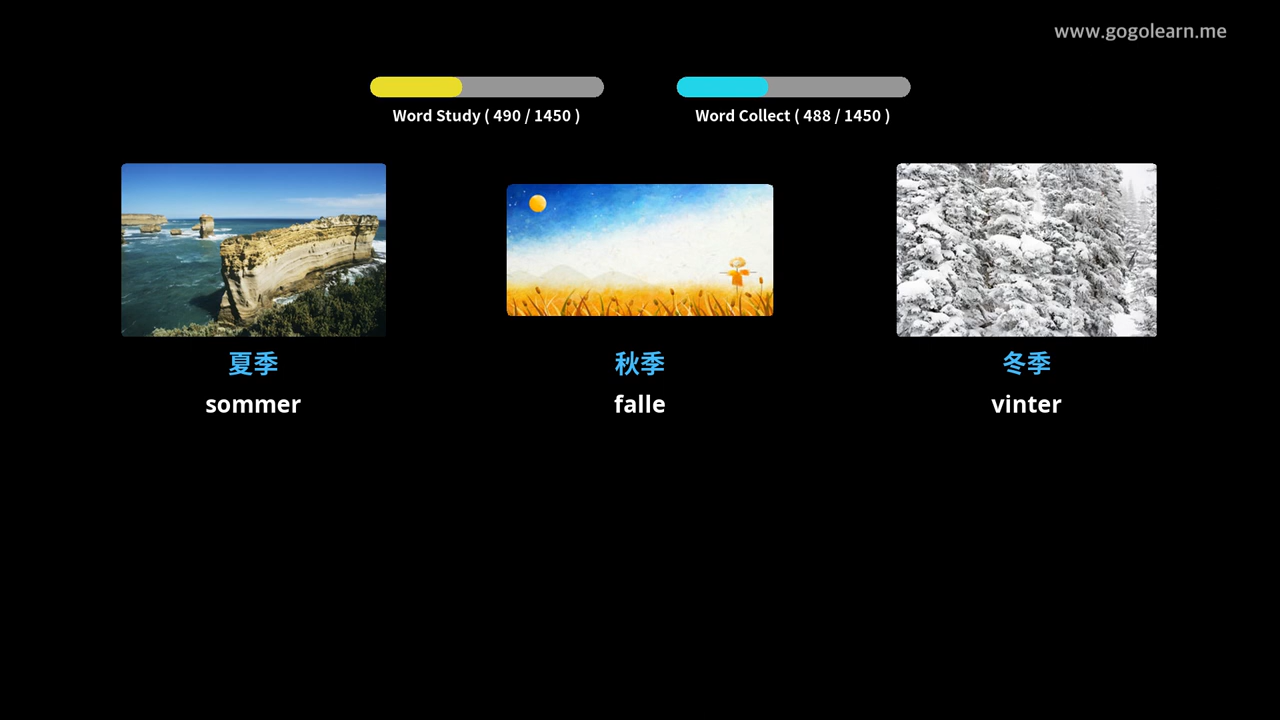 www.gogolearn.me
Word Study ( 490 / 1450 )
Word Collect ( 488 / 1450 )
夏季
秋季
冬季
sommer
falle
vinter